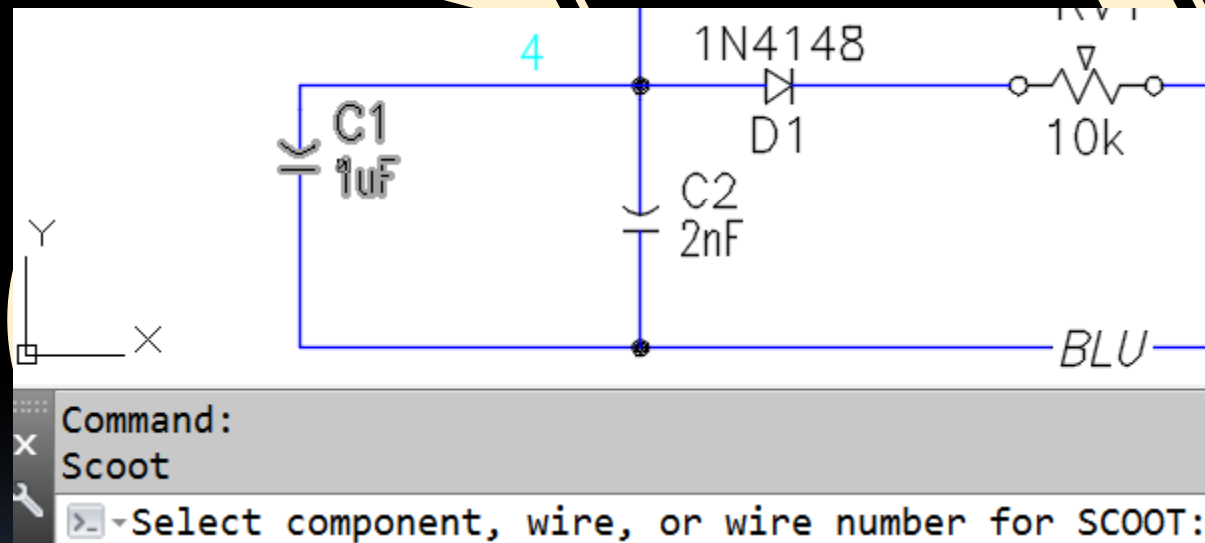 4
1N4148
C1
1uF
D1
10k
C2
2nF
Y
X
BLU
Command:
Scoot
Select component, wire, or wire number for SCOOT: